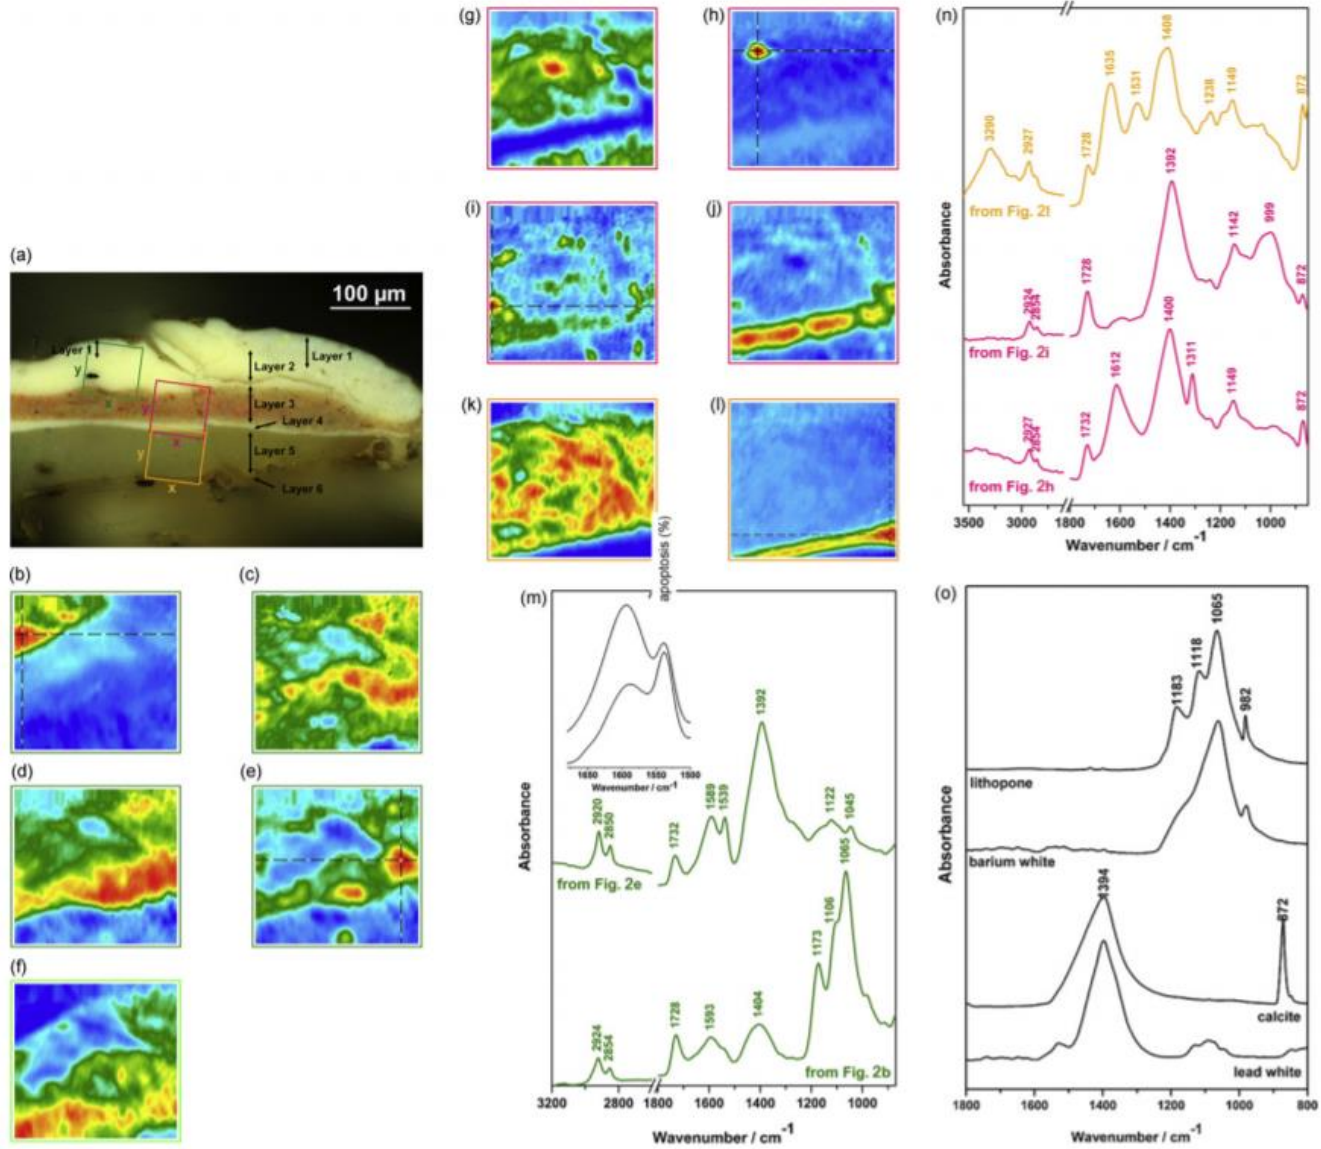 (a)
100 µm
Layer 1
Layer 1
Layer 2
Layer 3
Layer 4
Layer 5
Layer 6
y
x
y
x
y
x
(b)
(c)
(d)
(e)
(f)
(g)
(h)
(i)
(j)
(k)
(l)
apoptosis (%)
(m)
Absorbance
1650 1600 1550 1500
Wavenumber / cm-1
2920
2850
1732
1589
1539
1392
1122
1045
from Fig. 2e
2924
2854
1728
1593
1404
1173
1106
1065
from Fig. 2b
3200 2800 1800 1600 1400 1200 1000
Wavenumber / cm-1
(n)
Absorbance
3290
2927
1728
1635
1531
1408
1238
1149
872
from Fig. 2l
2924
2854
1728
1392
1142
999
872
from Fig. 2i
2927
2854
1732
1612
1400
1311
1149
872
from Fig. 2h
3500 3000 1800 1600 1400 1200 1000
Wavenumber / cm-1
(o)
Absorbance
1183
1118
1065
982
lithopone
barium white
1394
872
calcite
lead white
1800 1600 1400 1200 1000 800
Wavenumber / cm-1